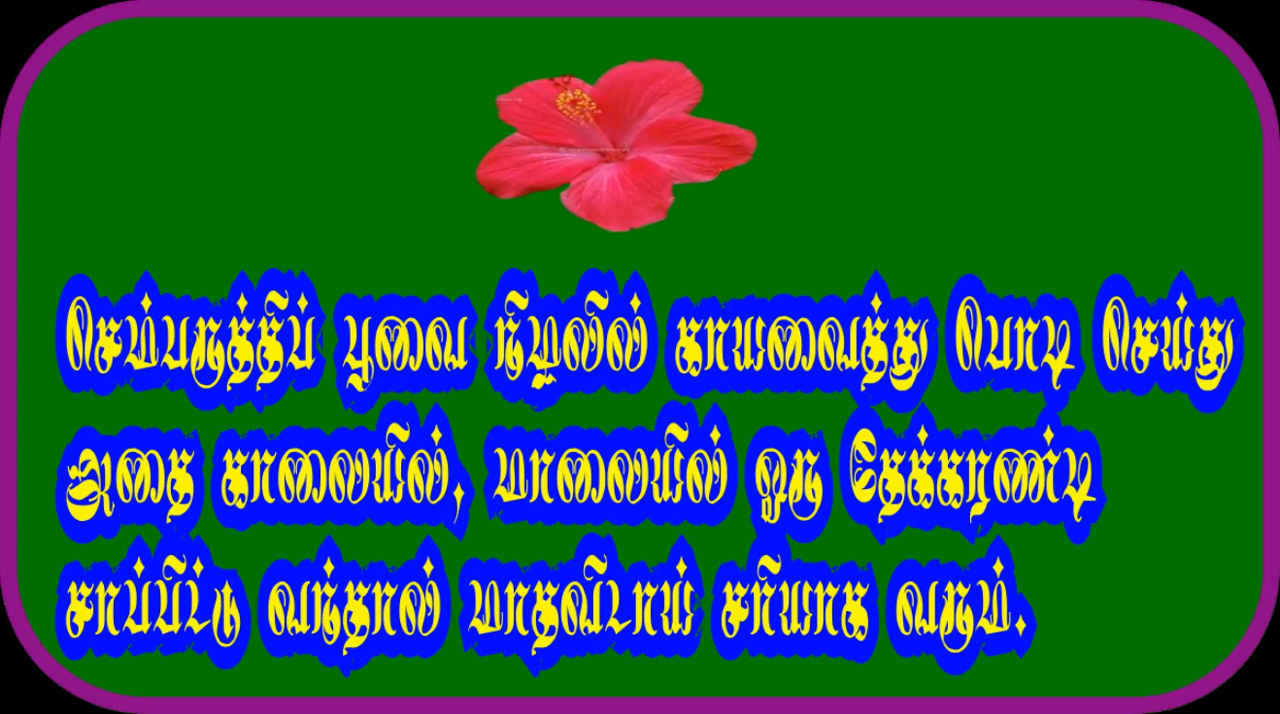 செம்பருத்திப் பூவை நிழலில் காயவைத்து பொடி செய்து
அதை காலையில், மாலையில் ஒரு தேக்கரண்டி
சாப்பிட்டு வந்தால் மாதவிடாய் சரியாக வரும்.